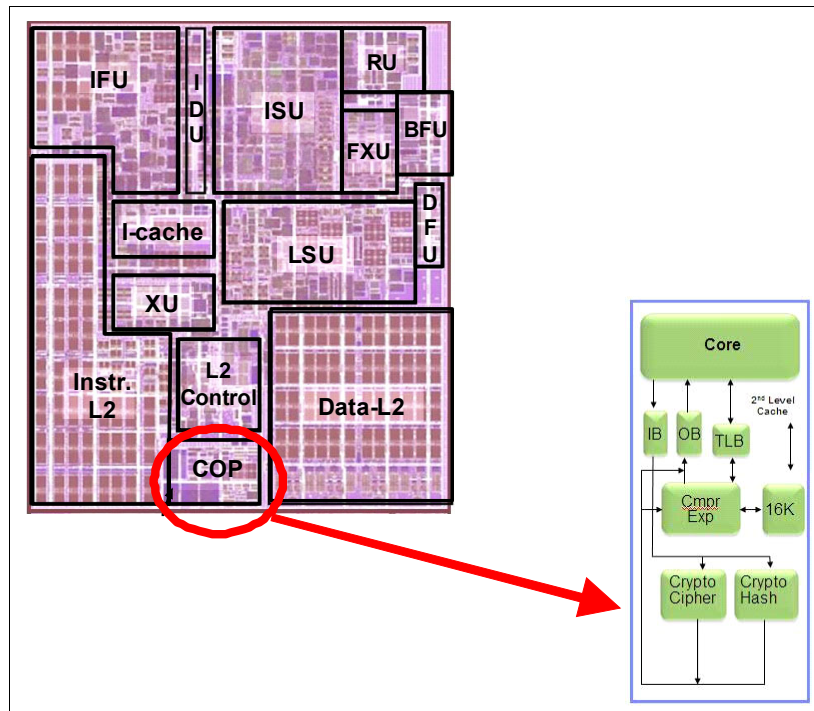 IFU
I
D
U
ISU
RU
BFU
FXU
D
F
U
I-cache
LSU
XU
L2
Control
Instr.
L2
Data-L2
COP
Core
2nd Level
Cache
IB
OB
TLB
Cmpr
Exp
16K
Crypto
Cipher
Crypto
Hash